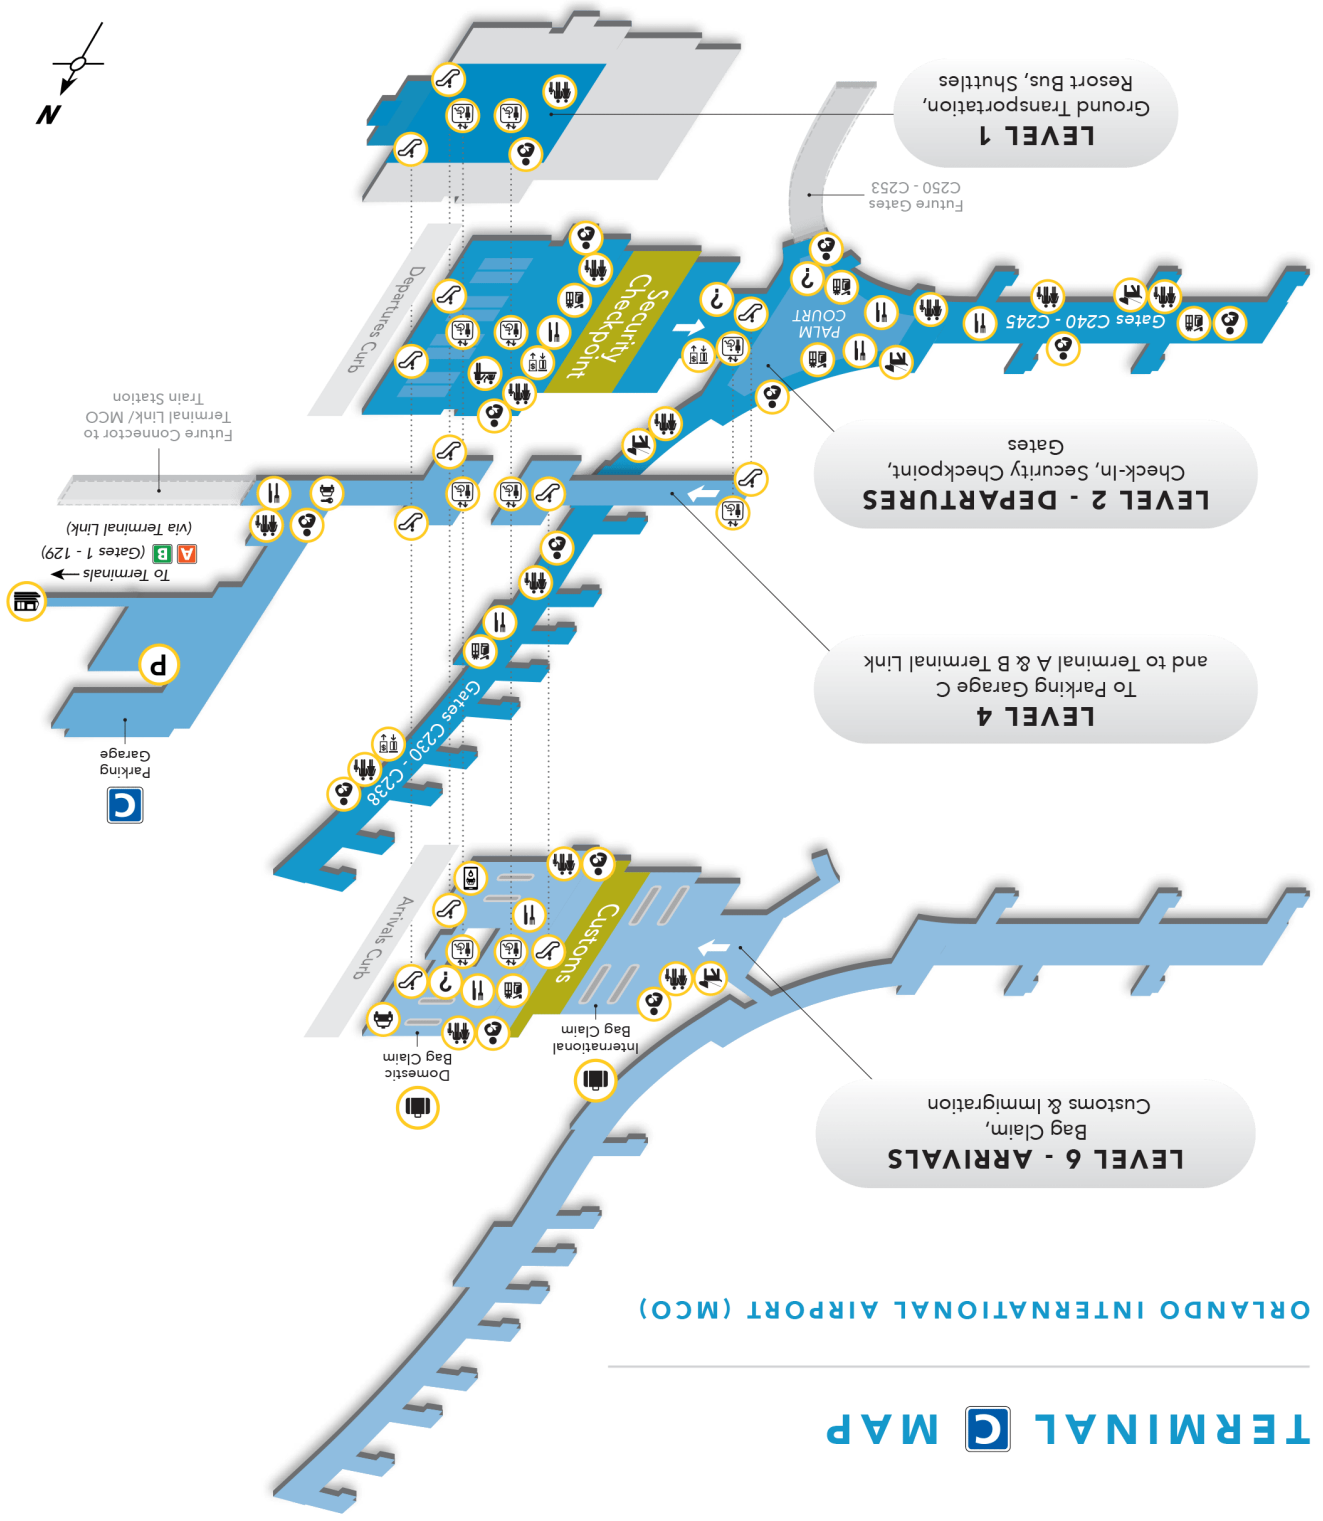 TERMINAL C MAP
ORLANDO INTERNATIONAL AIRPORT (MCO)
LEVEL 6 - ARRIVALS
Bag Claim,
Customs & Immigration
International
Bag Claim
Domestic
Bag Claim
Customs
Arrivals Curb
C
Parking
Garage
P
LEVEL 4
To Parking Garage C
and to Terminal A & B Terminal Link
Gates C230 - C238
To Terminals
A B (Gates 1 - 129)
(via Terminal Link)
Future Connector to
Terminal Link/ MCO
Train Station
LEVEL 2 - DEPARTURES
Check-In, Security Checkpoint,
Gates
Gates C240 - C245
PALM
COURT
Security
Checkpoint
Departures Curb
Future Gates
C250 - C253
LEVEL 1
Ground Transportation,
Resort Bus, Shuttles
N